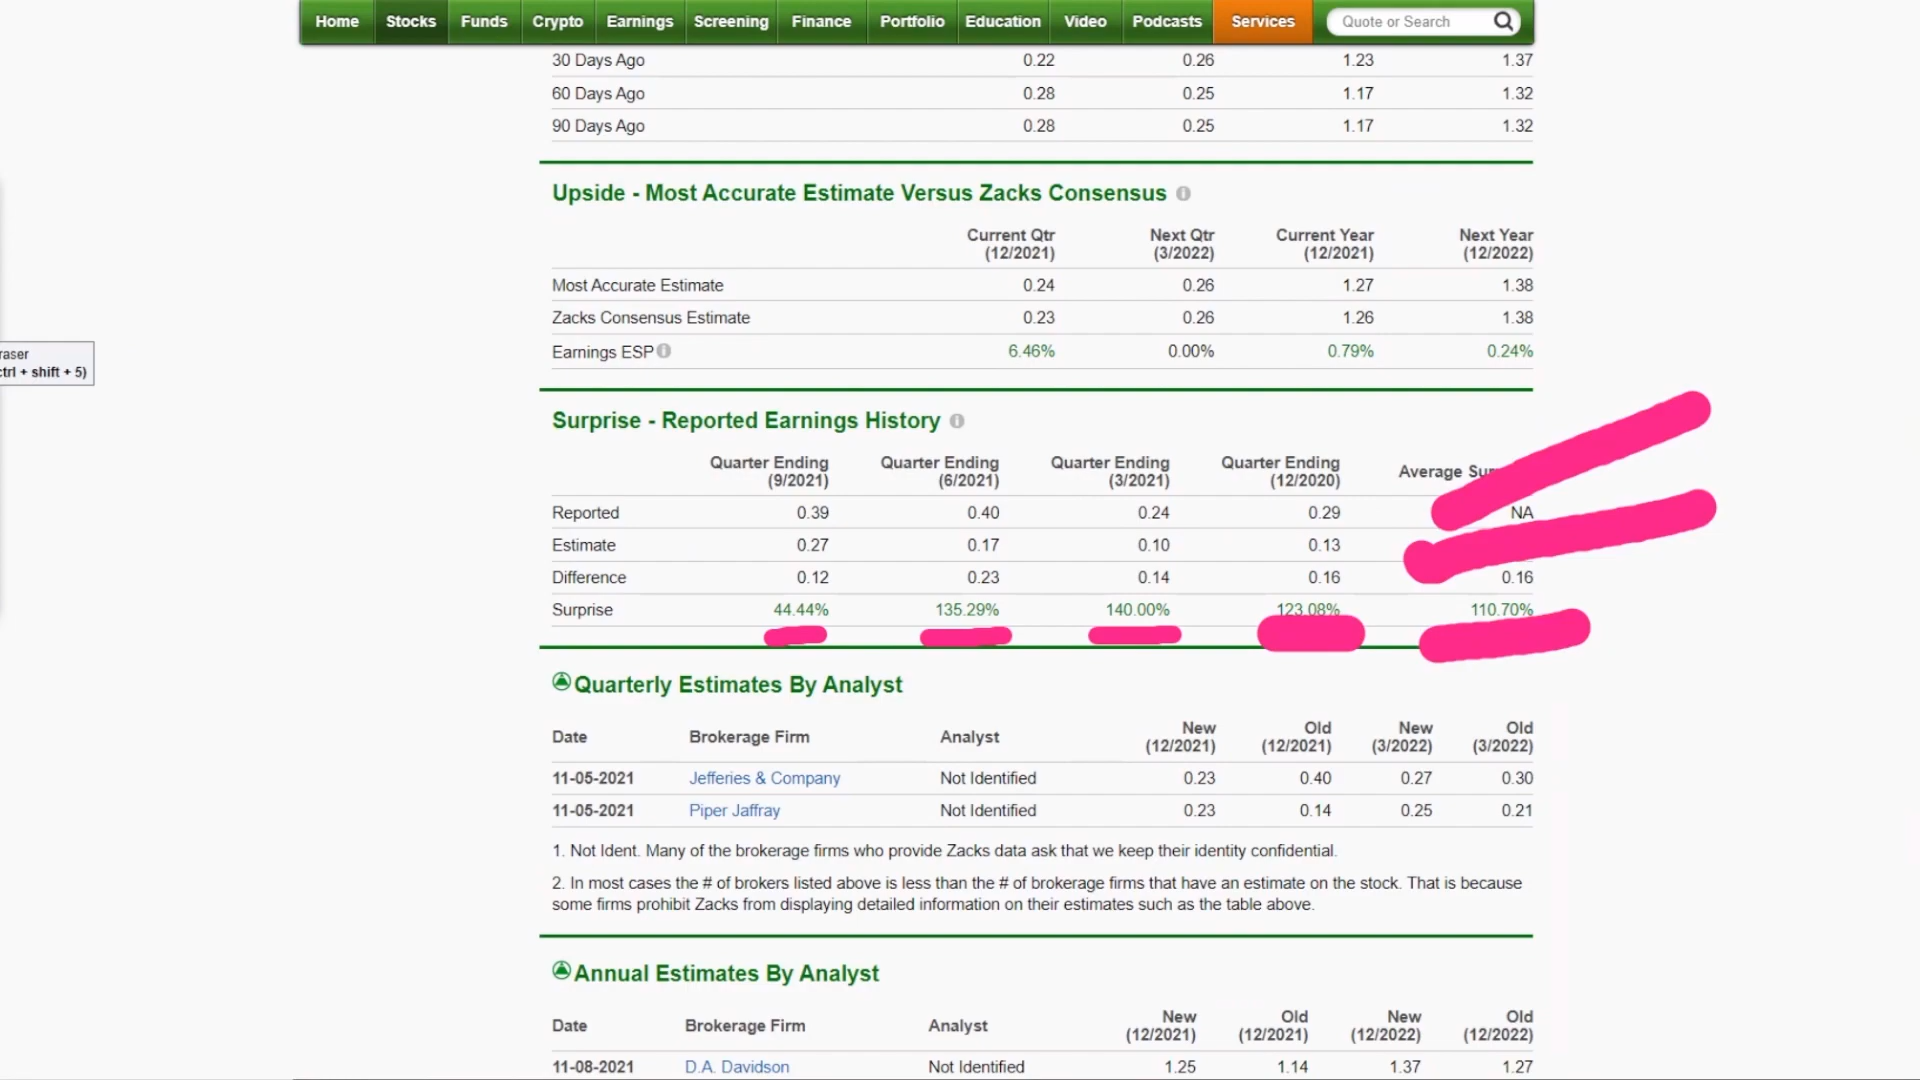 Home Stocks Funds Crypto Earnings Screening Finance Portfolio Education Video Podcasts Services Quote or Search
30 Days Ago 0.22 0.26 1.23 1.37
60 Days Ago 0.28 0.25 1.17 1.32
90 Days Ago 0.28 0.25 1.17 1.32
Upside - Most Accurate Estimate Versus Zacks Consensus
Current Qtr Next Qtr Current Year Next Year
(12/2021) (3/2022) (12/2021) (12/2022)
Most Accurate Estimate 0.24 0.26 1.27 1.38
Zacks Consensus Estimate 0.23 0.26 1.26 1.38
Earnings ESP 6.46% 0.00% 0.79% 0.24%
raser
ctrl + shift + 5)
Surprise - Reported Earnings History
Quarter Ending Quarter Ending Quarter Ending Quarter Ending
(9/2021) (6/2021) (3/2021) (12/2020) Average
Reported 0.39 0.40 0.24 0.29 NA
Estimate 0.27 0.17 0.10 0.13
Difference 0.12 0.23 0.14 0.16 0.16
Surprise 44.44% 135.29% 140.00% 123.08% 110.70%
Quarterly Estimates By Analyst
New Old New Old
Date Brokerage Firm Analyst (12/2021) (12/2021) (3/2022) (3/2022)
11-05-2021 Jefferies & Company Not Identified 0.23 0.40 0.27 0.30
11-05-2021 Piper Jaffray Not Identified 0.23 0.14 0.25 0.21
1. Not Ident. Many of the brokerage firms who provide Zacks data ask that we keep their identity confidential.
2. In most cases the # of brokers listed above is less than the # of brokerage firms that have an estimate on the stock. That is because
some firms prohibit Zacks from displaying detailed information on their estimates such as the table above.
Annual Estimates By Analyst
New Old New Old
Date Brokerage Firm Analyst (12/2021) (12/2021) (12/2022) (12/2022)
11-08-2021 D.A. Davidson Not Identified 1.25 1.14 1.37 1.27